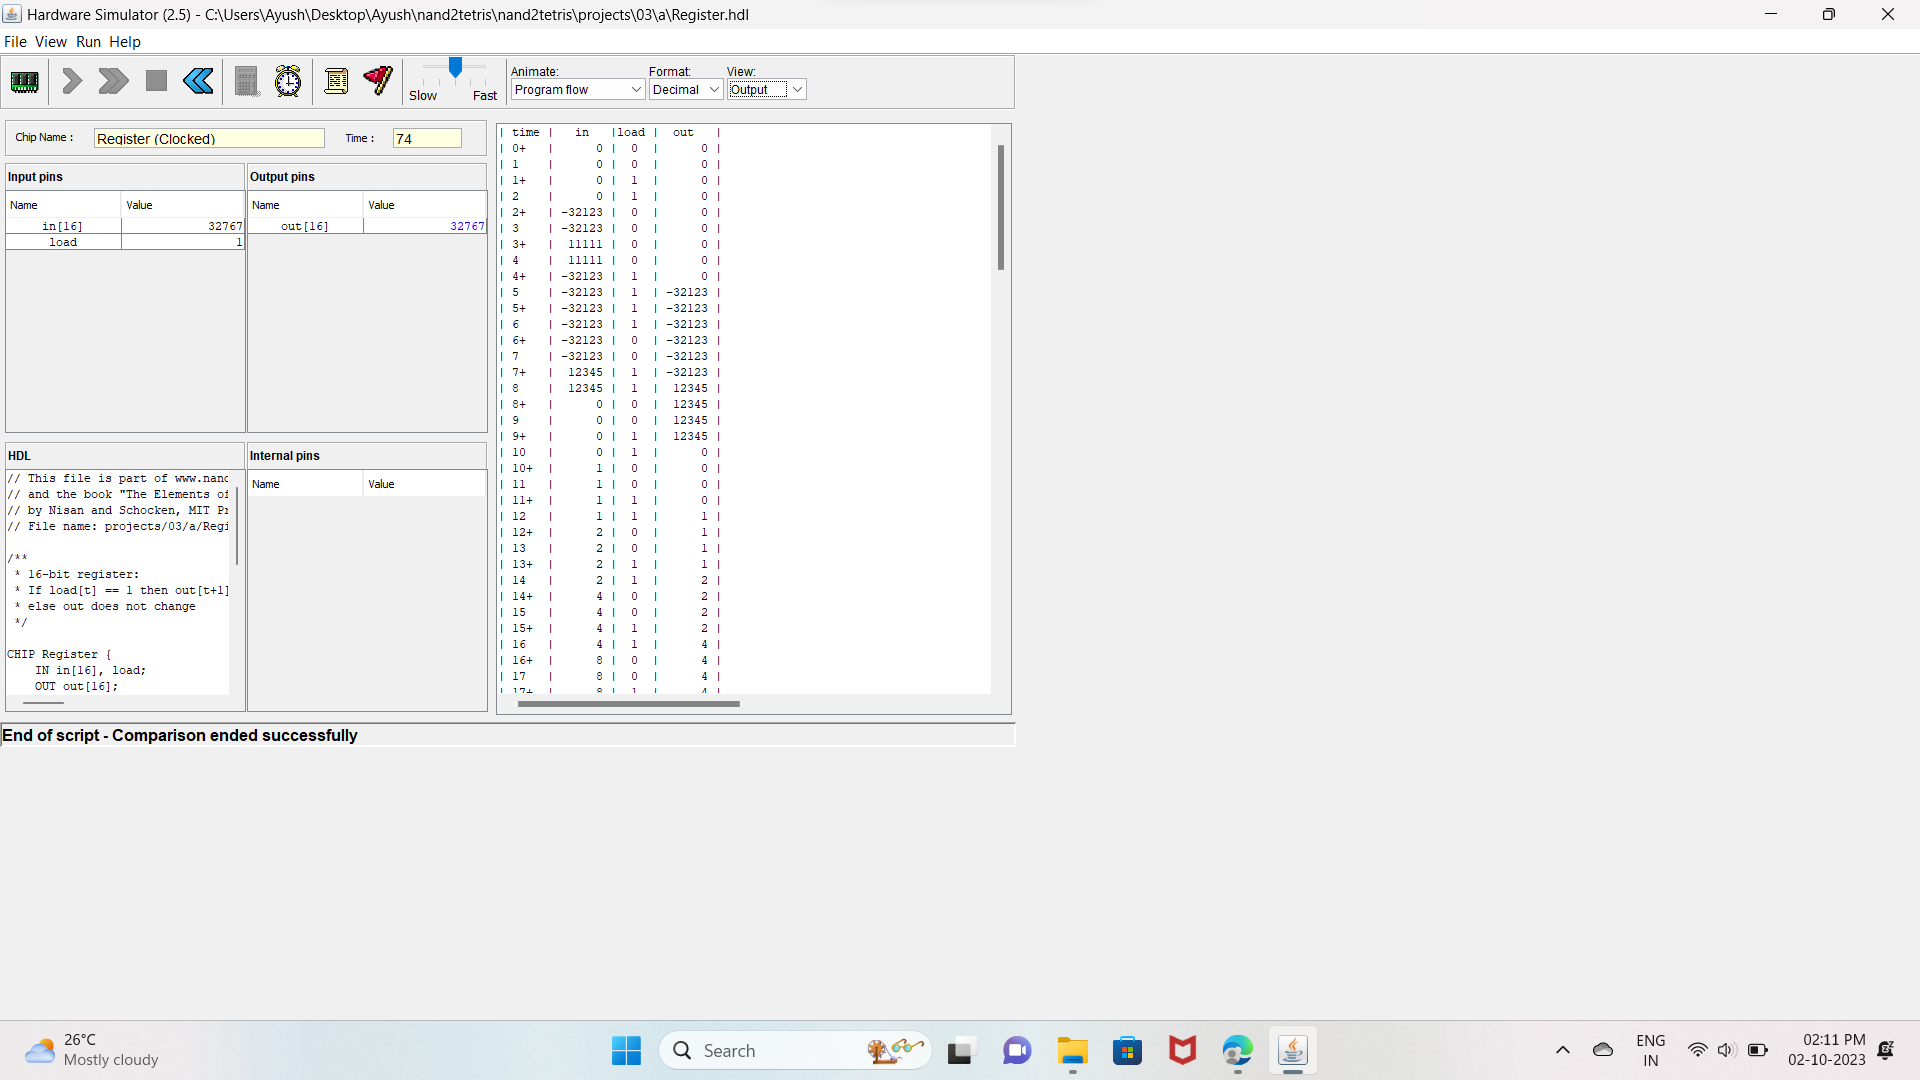 Hardware Simulator (2.5) - C:\Users\Ayush\Desktop\Ayush\nand2tetris\nand2tetris\projects\03\a\Register.hdl
File View Run Help
Slow Fast
Animate: Format: View:
Program flow Decimal Output
Chip Name : Register (Clocked) Time : 74
Input pins
Name Value
in[16] 32767
load 1
Output pins
Name Value
out[16] 32767
HDL
// This file is part of www.nand
// and the book "The Elements of
// by Nisan and Schocken, MIT Pr
// File name: projects/03/a/Regi
/**
* 16-bit register:
* If load[t] == 1 then out[t+1]
* else out does not change
*/
CHIP Register {
IN in[16], load;
OUT out[16];
Internal pins
Name Value
| time | in |load | out |
| 0+ | 0 | 0 | 0 |
| 1 | 0 | 0 | 0 |
| 1+ | 0 | 1 | 0 |
| 2 | 0 | 1 | 0 |
| 2+ | -32123 | 0 | 0 |
| 3 | -32123 | 0 | 0 |
| 3+ | 11111 | 0 | 0 |
| 4 | 11111 | 0 | 0 |
| 4+ | -32123 | 1 | 0 |
| 5 | -32123 | 1 | -32123 |
| 5+ | -32123 | 1 | -32123 |
| 6 | -32123 | 1 | -32123 |
| 6+ | -32123 | 0 | -32123 |
| 7 | -32123 | 0 | -32123 |
| 7+ | 12345 | 1 | -32123 |
| 8 | 12345 | 1 | 12345 |
| 8+ | 0 | 0 | 12345 |
| 9 | 0 | 0 | 12345 |
| 9+ | 0 | 1 | 12345 |
| 10 | 0 | 1 | 0 |
| 10+ | 1 | 0 | 0 |
| 11 | 1 | 0 | 0 |
| 11+ | 1 | 1 | 0 |
| 12 | 1 | 1 | 1 |
| 12+ | 2 | 0 | 1 |
| 13 | 2 | 0 | 1 |
| 13+ | 2 | 1 | 1 |
| 14 | 2 | 1 | 2 |
| 14+ | 4 | 0 | 2 |
| 15 | 4 | 0 | 2 |
| 15+ | 4 | 1 | 2 |
| 16 | 4 | 1 | 4 |
| 16+ | 8 | 0 | 4 |
| 17 | 8 | 0 | 4 |
| 17+ | 8 | 1 | 4 |
End of script - Comparison ended successfully
26°C
Mostly cloudy
Search
ENG
IN
02:11 PM
02-10-2023